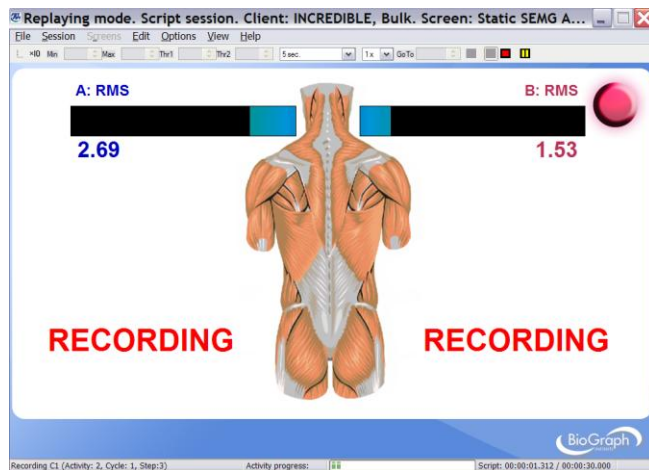 Replaying mode. Script session. Client: INCREDIBLE, Bulk. Screen: Static SEMG A...
File Session Screens Edit Options View Help
×10 Min Max Thr1 Thr2 5 sec. 1x GoTo
A: RMS B: RMS
2.69 1.53
RECORDING RECORDING
BioGraph
Recording C1 (Activity: 2, Cycle: 1, Step:3) Activity progress: Script: 00:00:01.312 / 00:00:30.000